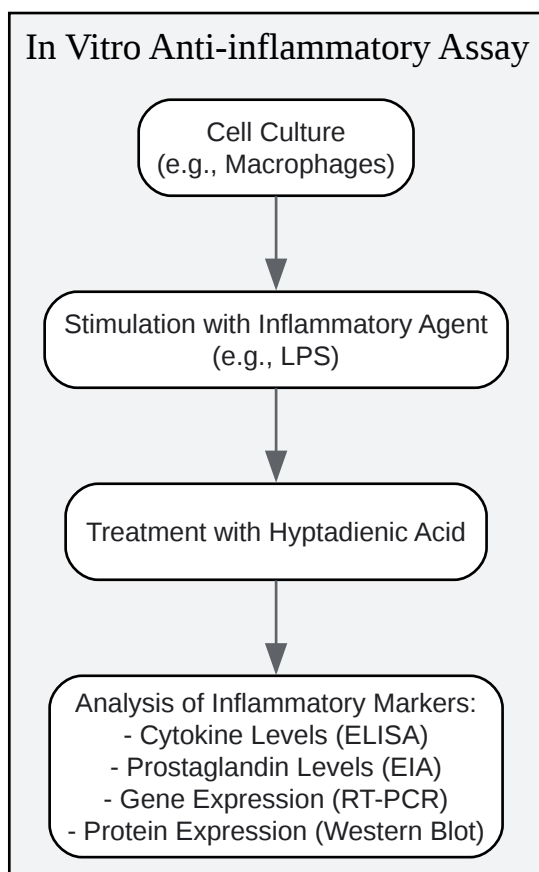 In Vitro Anti-inflammatory Assay
Cell Culture
(e.g., Macrophages)
Stimulation with Inflammatory Agent
(e.g., LPS)
Treatment with Hyptadienic Acid
Analysis of Inflammatory Markers:
- Cytokine Levels (ELISA)
- Prostaglandin Levels (EIA)
- Gene Expression (RT-PCR)
- Protein Expression (Western Blot)